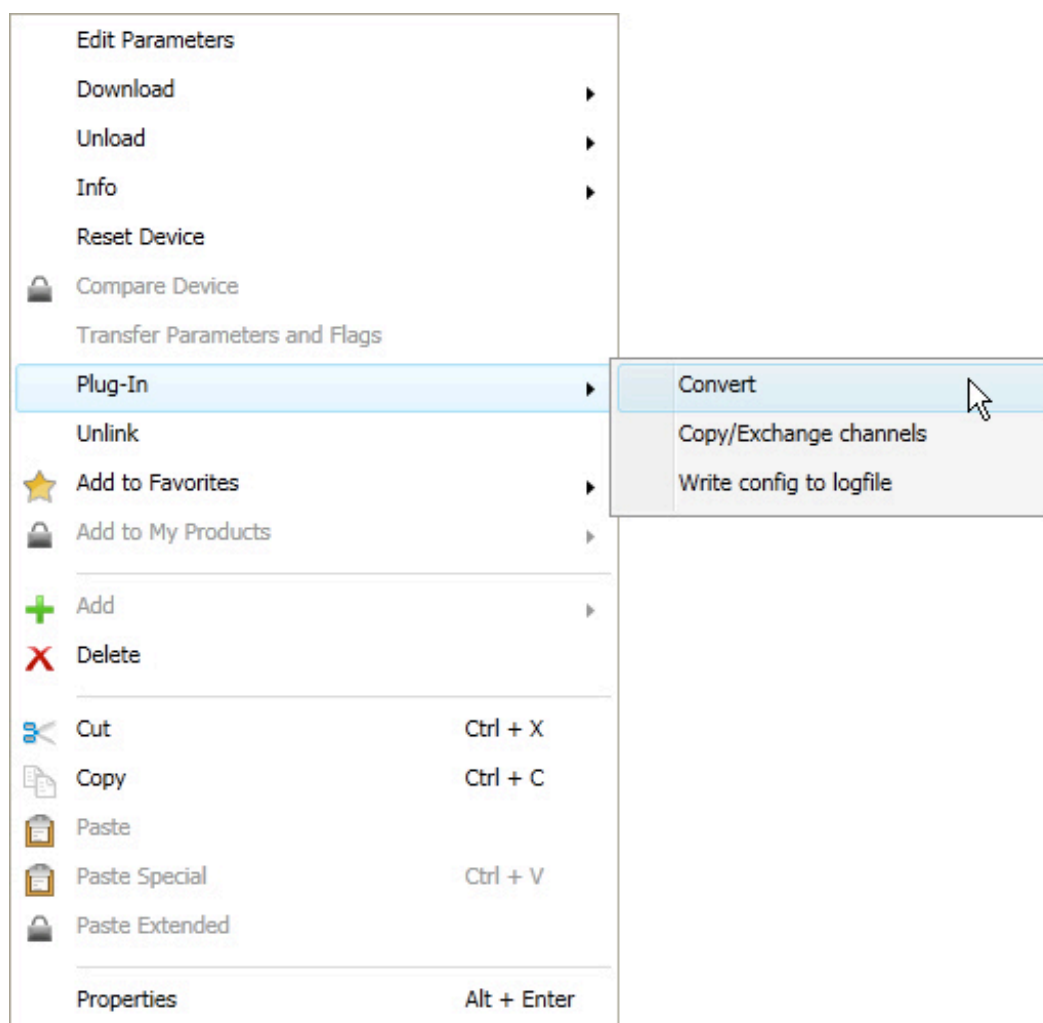 Edit Parameters
Download
Unload
Info
Reset Device
Compare Device
Transfer Parameters and Flags
Plug-In
Convert
Unlink
Copy/Exchange channels
Add to Favorites
Write config to logfile
Add to My Products
Add
Delete
Cut Ctrl + X
Copy Ctrl + C
Paste
Paste Special Ctrl + V
Paste Extended
Properties Alt + Enter